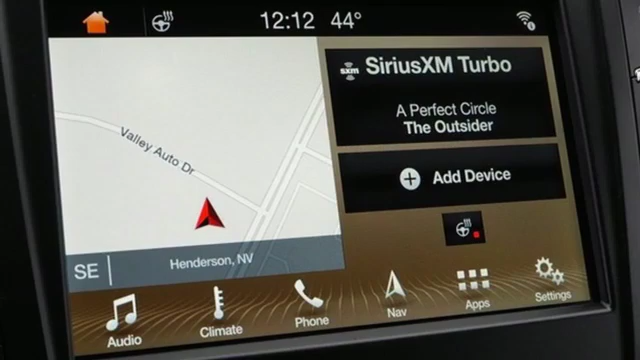 12:12 44°
Valley Auto Dr
SE
Henderson, NV
sxm
SiriusXM Turbo
A Perfect Circle
The Outsider
Add Device
Audio
Climate
Phone
Nav
Apps
Settings